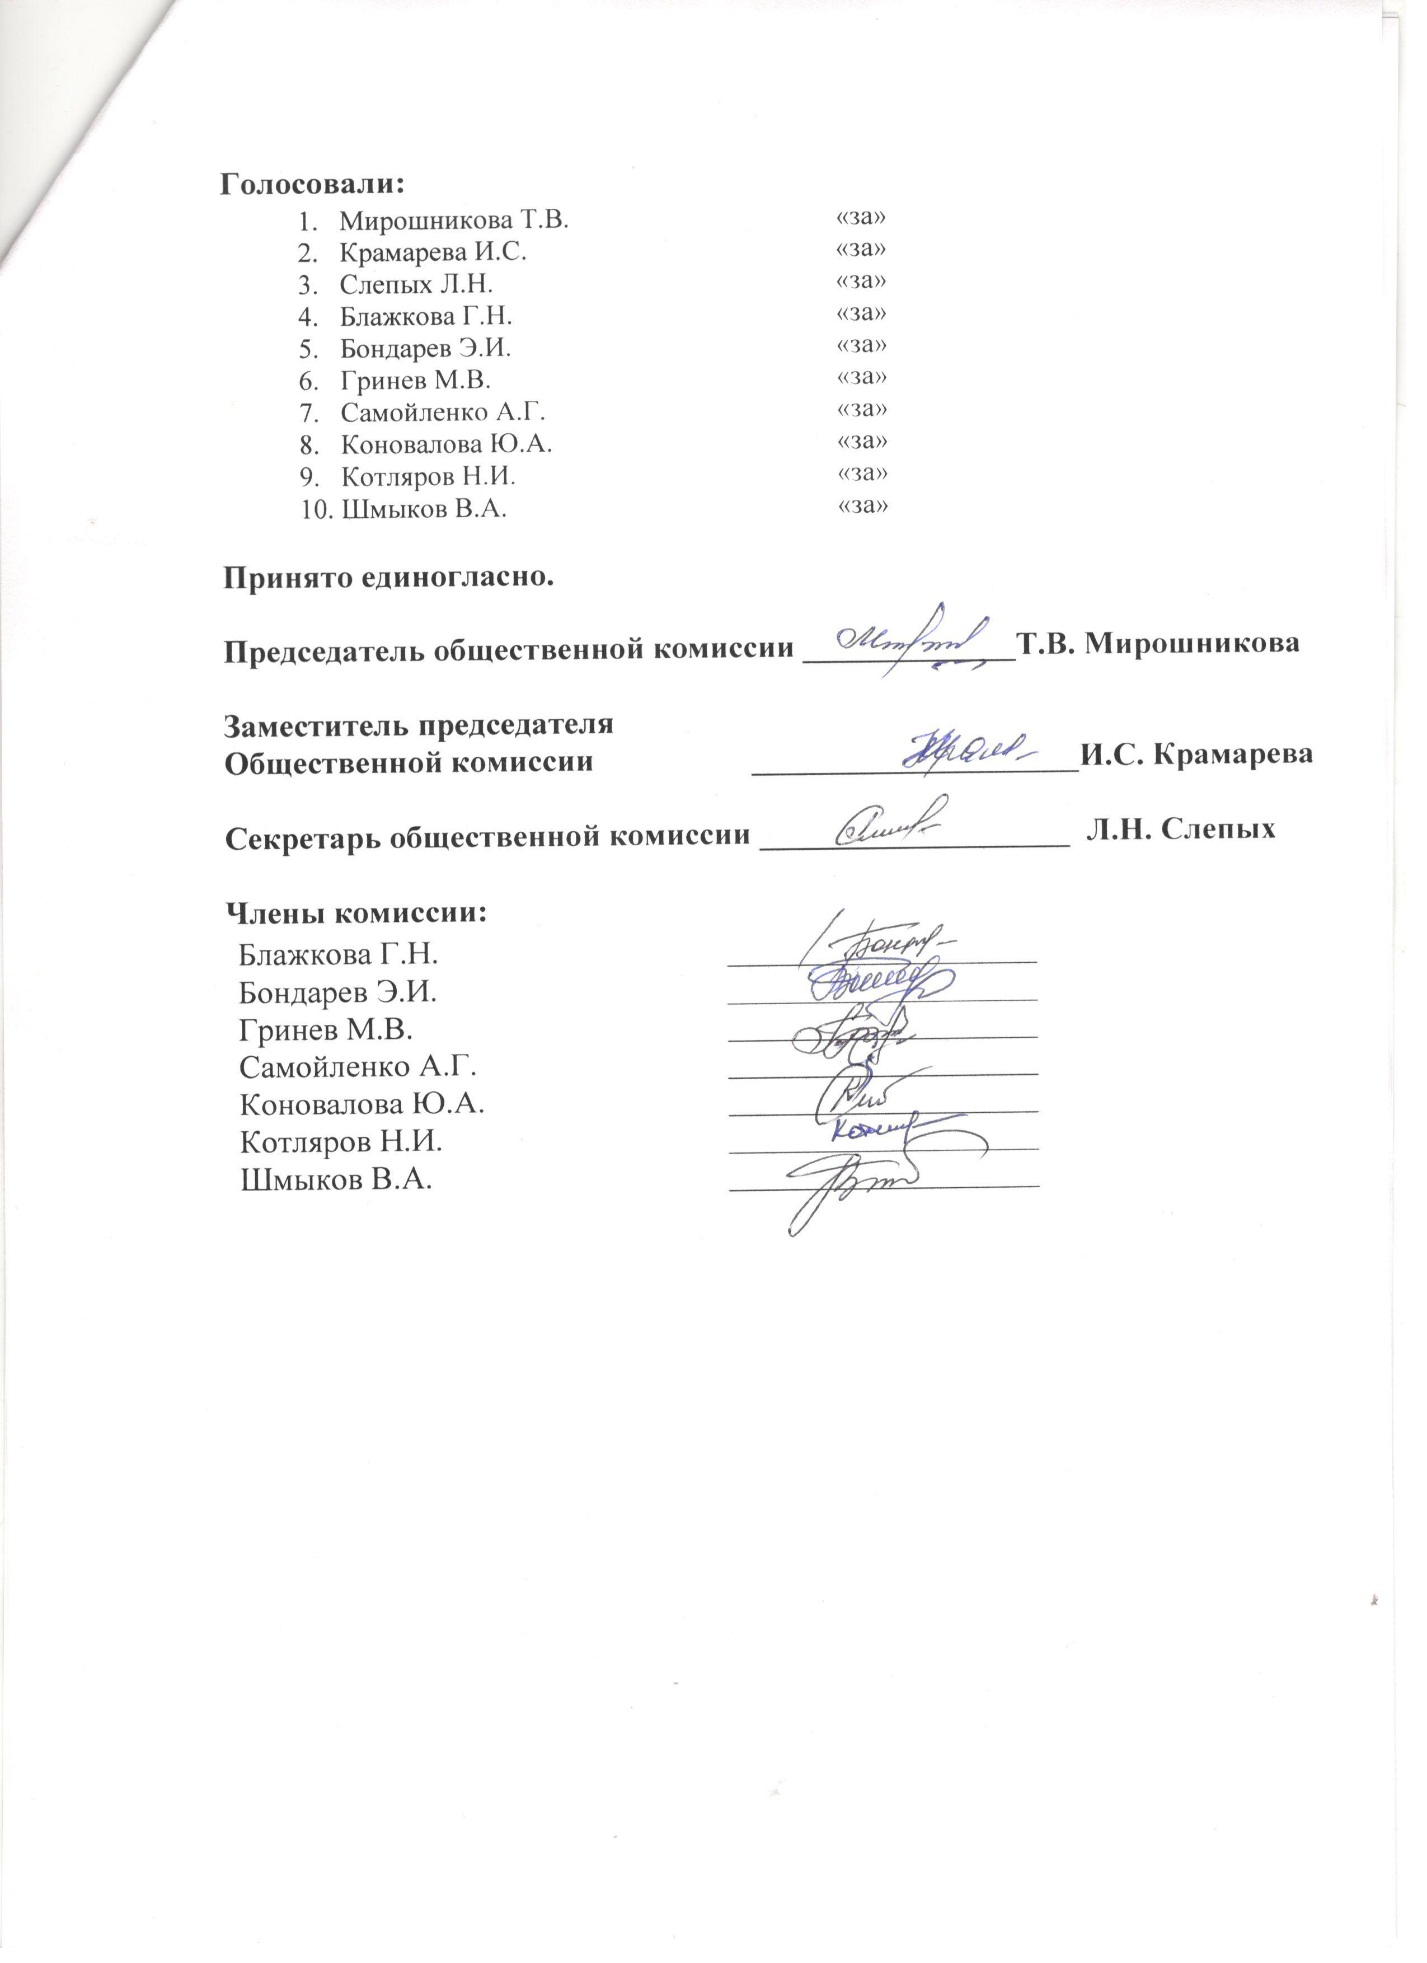 Голосовали:
1. Мирошникова Т.В. «за»
2. Крамарева И.С. «за»
3. Слепых Л.Н. «за»
4. Блажкова Г.Н. «за»
5. Бондарев Э.И. «за»
6. Гринев М.В. «за»
7. Самойленко А.Г. «за»
8. Коновалова Ю.А. «за»
9. Котляров Н.И. «за»
10. Шмыков В.А. «за»
Принято единогласно.
Председатель общественной комиссии Т.В. Мирошникова
Заместитель председателя
Общественной комиссии И.С. Крамарева
Секретарь общественной комиссии Л.Н. Слепых
Члены комиссии:
Блажкова Г.Н.
Бондарев Э.И.
Гринев М.В.
Самойленко А.Г.
Коновалова Ю.А.
Котляров Н.И.
Шмыков В.А.